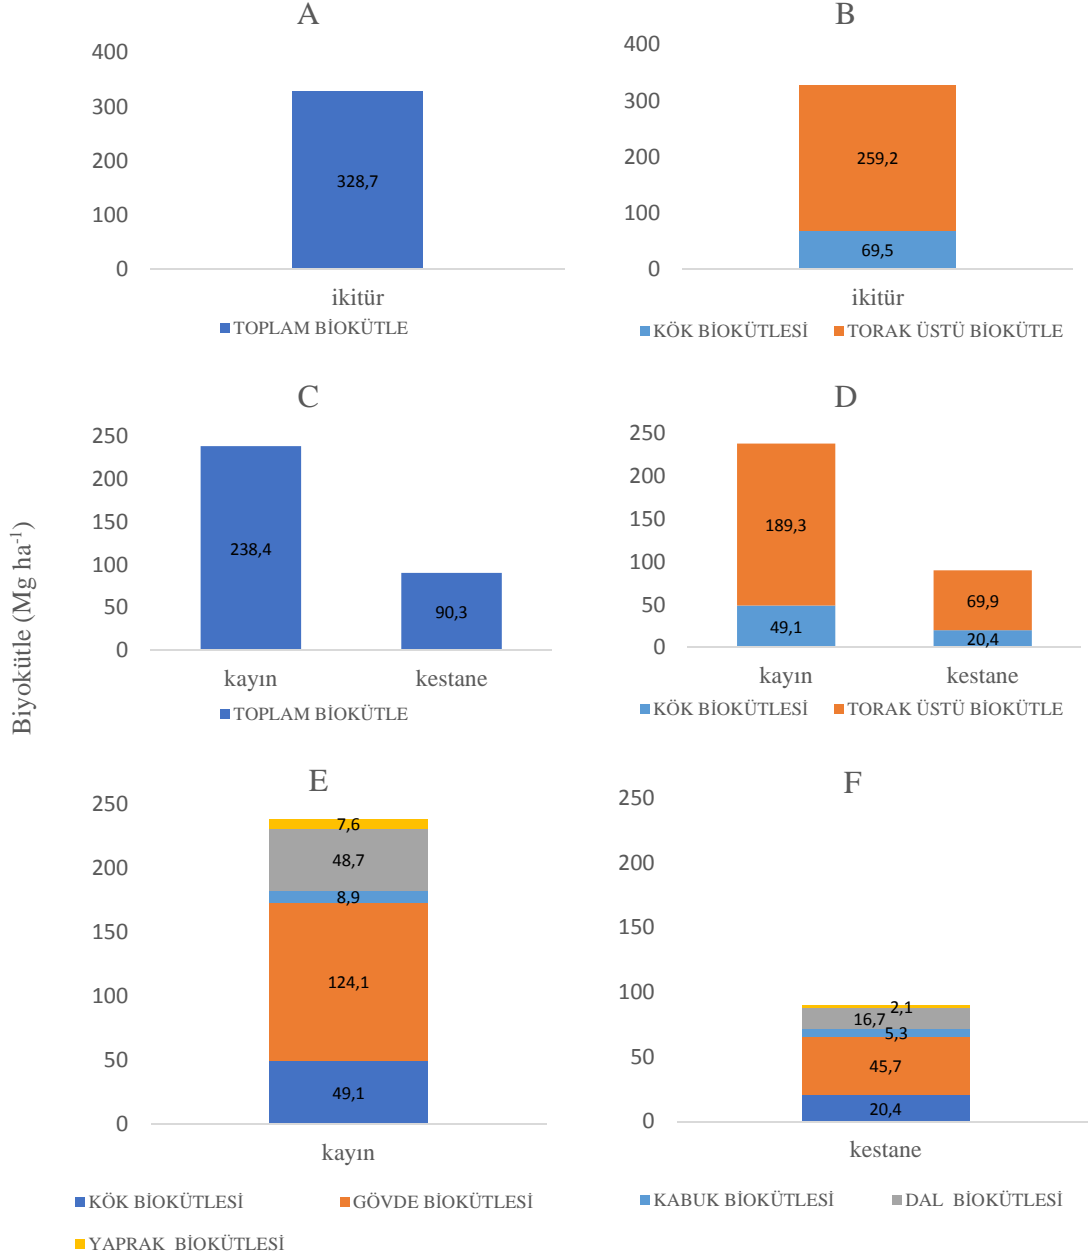 A
400
300
200
100
0
328,7
ikitür
TOPLAM BİOKÜTLE
B
400
300
200
100
0
259,2
69,5
ikitür
KÖK BİOKÜTLESİ TORAK ÜSTÜ BİOKÜTLE
Biyokütle (Mg ha⁻¹)
C
250
200
150
100
50
0
238,4
90,3
kayın kestane
TOPLAM BİOKÜTLE
D
250
200
150
100
50
0
189,3
49,1
69,9
20,4
kayın kestane
KÖK BİOKÜTLESİ TORAK ÜSTÜ BİOKÜTLE
E
250
200
150
100
50
0
7,6
48,7
8,9
124,1
49,1
kayın
F
250
200
150
100
50
0
2,1
16,7
5,3
45,7
20,4
kestane
KÖK BİOKÜTLESİ GÖVDE BİOKÜTLESİ KABUK BİOKÜTLESİ DAL BİOKÜTLESİ
YAPRAK BİOKÜTLESİ